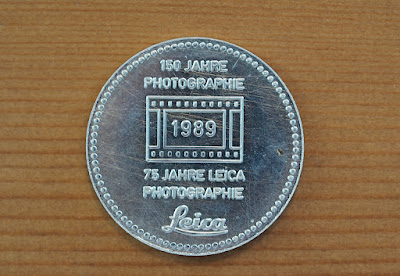 150 JAHRE
PHOTOGRAPHIE
1989
75 JAHRE LEICA
PHOTOGRAPHIE
Leica